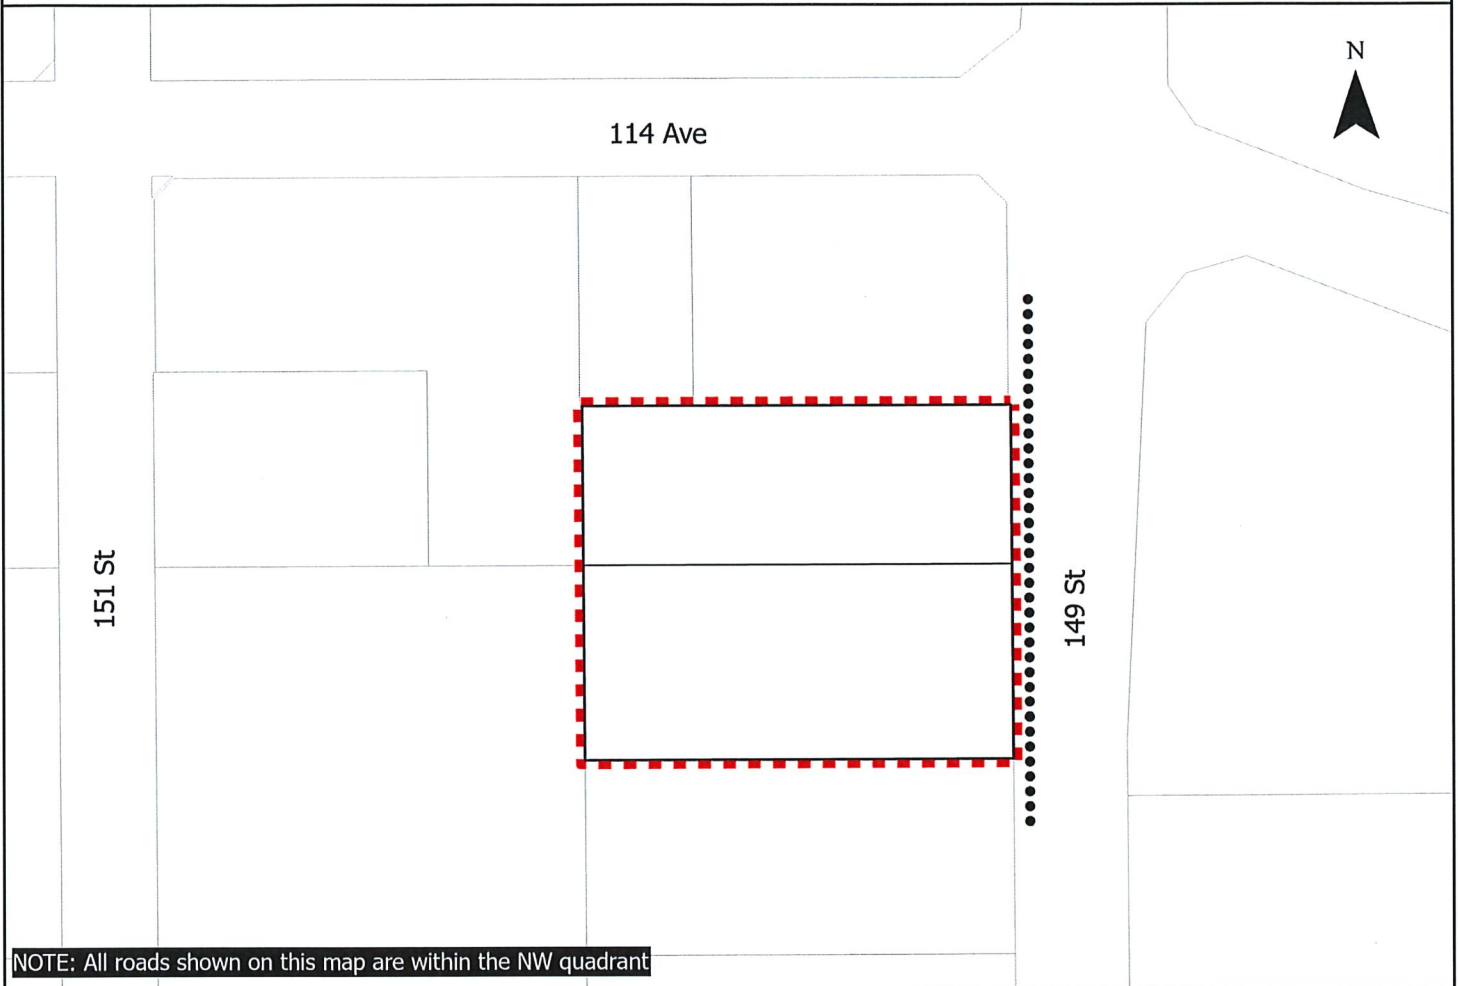 N
114 Ave
151 St
149 St
NOTE: All roads shown on this map are within the NW quadrant